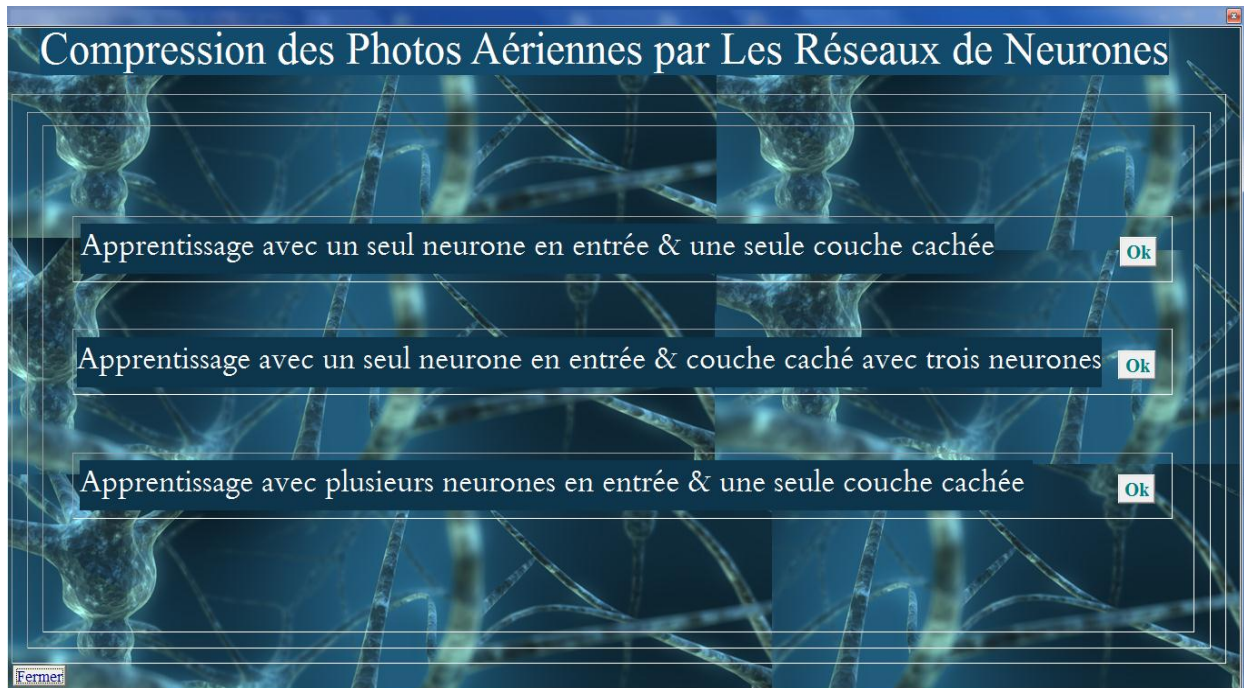 Compression des Photos Aériennes par Les Réseaux de Neurones
Apprentissage avec un seul neurone en entrée & une seule couche cachée
Ok
Apprentissage avec un seul neurone en entrée & couche caché avec trois neurones
Ok
Apprentissage avec plusieurs neurones en entrée & une seule couche cachée
Ok
Fermer